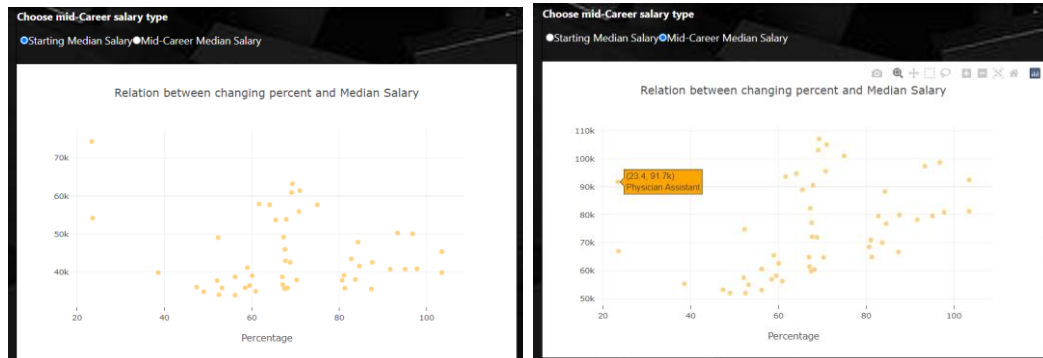 Choose mid-Career salary type
Starting Median Salary Mid-Career Median Salary
Relation between changing percent and Median Salary
70k
60k
50k
40k
20
40
60
80
100
Percentage
Choose mid-Career salary type
Starting Median Salary Mid-Career Median Salary
Relation between changing percent and Median Salary
110k
100k
90k
80k
70k
60k
50k
(23.4, 91.7k)
Physician Assistant
20
40
60
80
100
Percentage